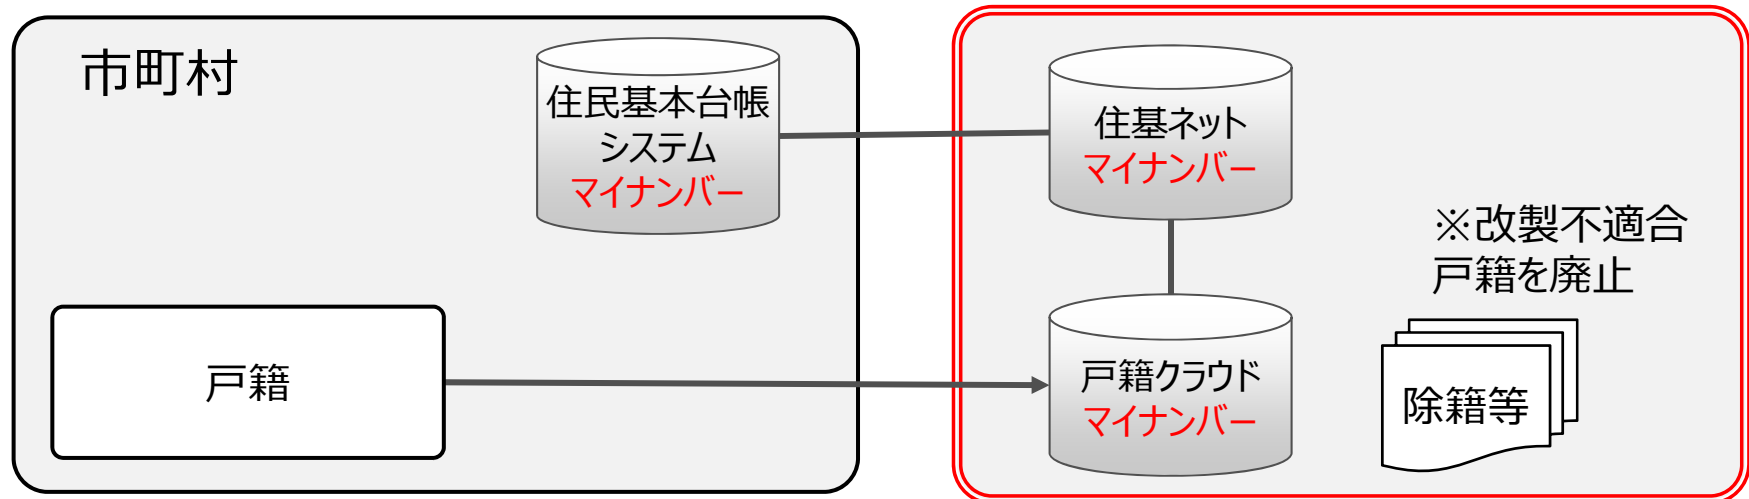 市町村
住民基本台帳
システム
マイナンバー
戸籍
住基ネット
マイナンバー
戸籍クラウド
マイナンバー
※改製不適合
戸籍を廃止
除籍等